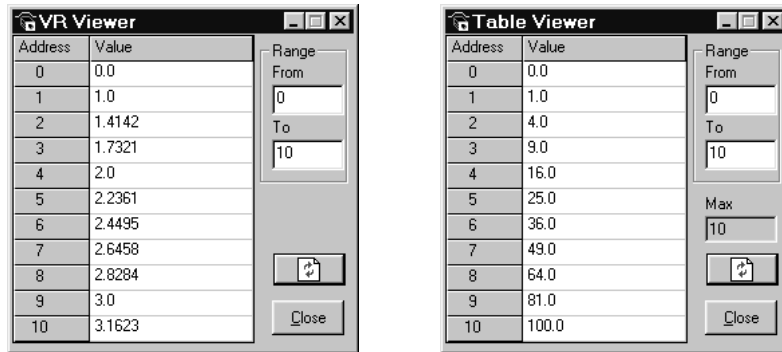 VR Viewer
Address Value
0 0.0
1 1.0
2 1.4142
3 1.7321
4 2.0
5 2.2361
6 2.4495
7 2.6458
8 2.8284
9 3.0
10 3.1623
Range
From
0
To
10
Close
Table Viewer
Address Value
0 0.0
1 1.0
2 4.0
3 9.0
4 16.0
5 25.0
6 36.0
7 49.0
8 64.0
9 81.0
10 100.0
Range
From
0
To
10
Max
10
Close